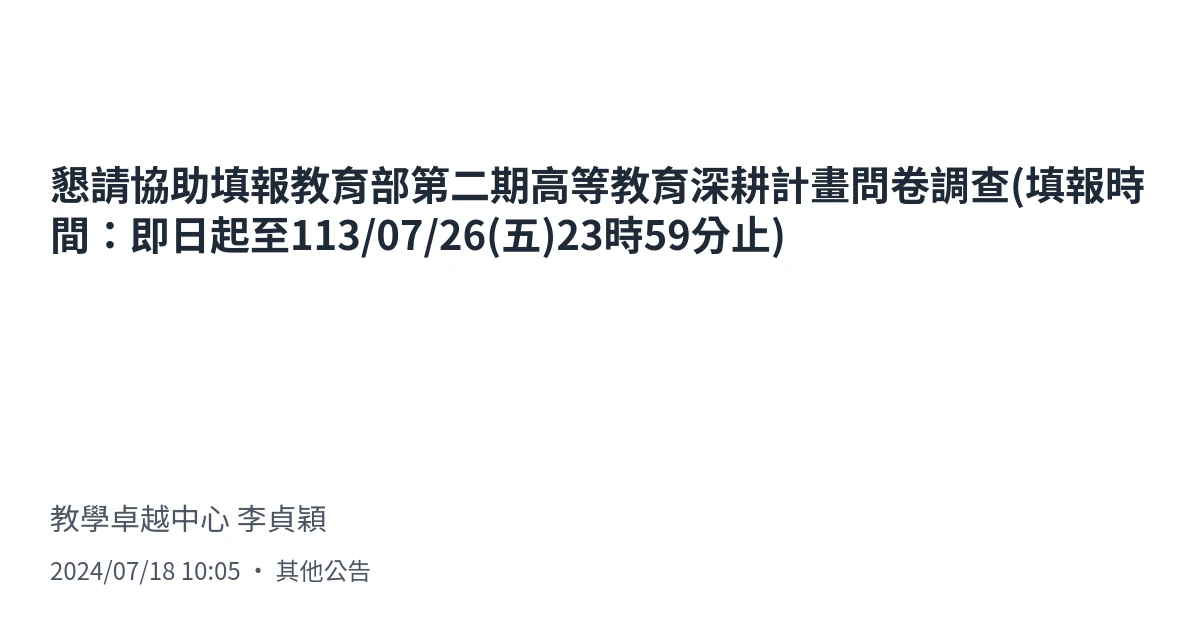 懇請協助填報教育部第二期高等教育深耕計畫問卷調查(填報時
間：即日起至113/07/26(五)23時59分止)
教學卓越中心 李貞穎
2024/07/18 10:05 • 其他公告